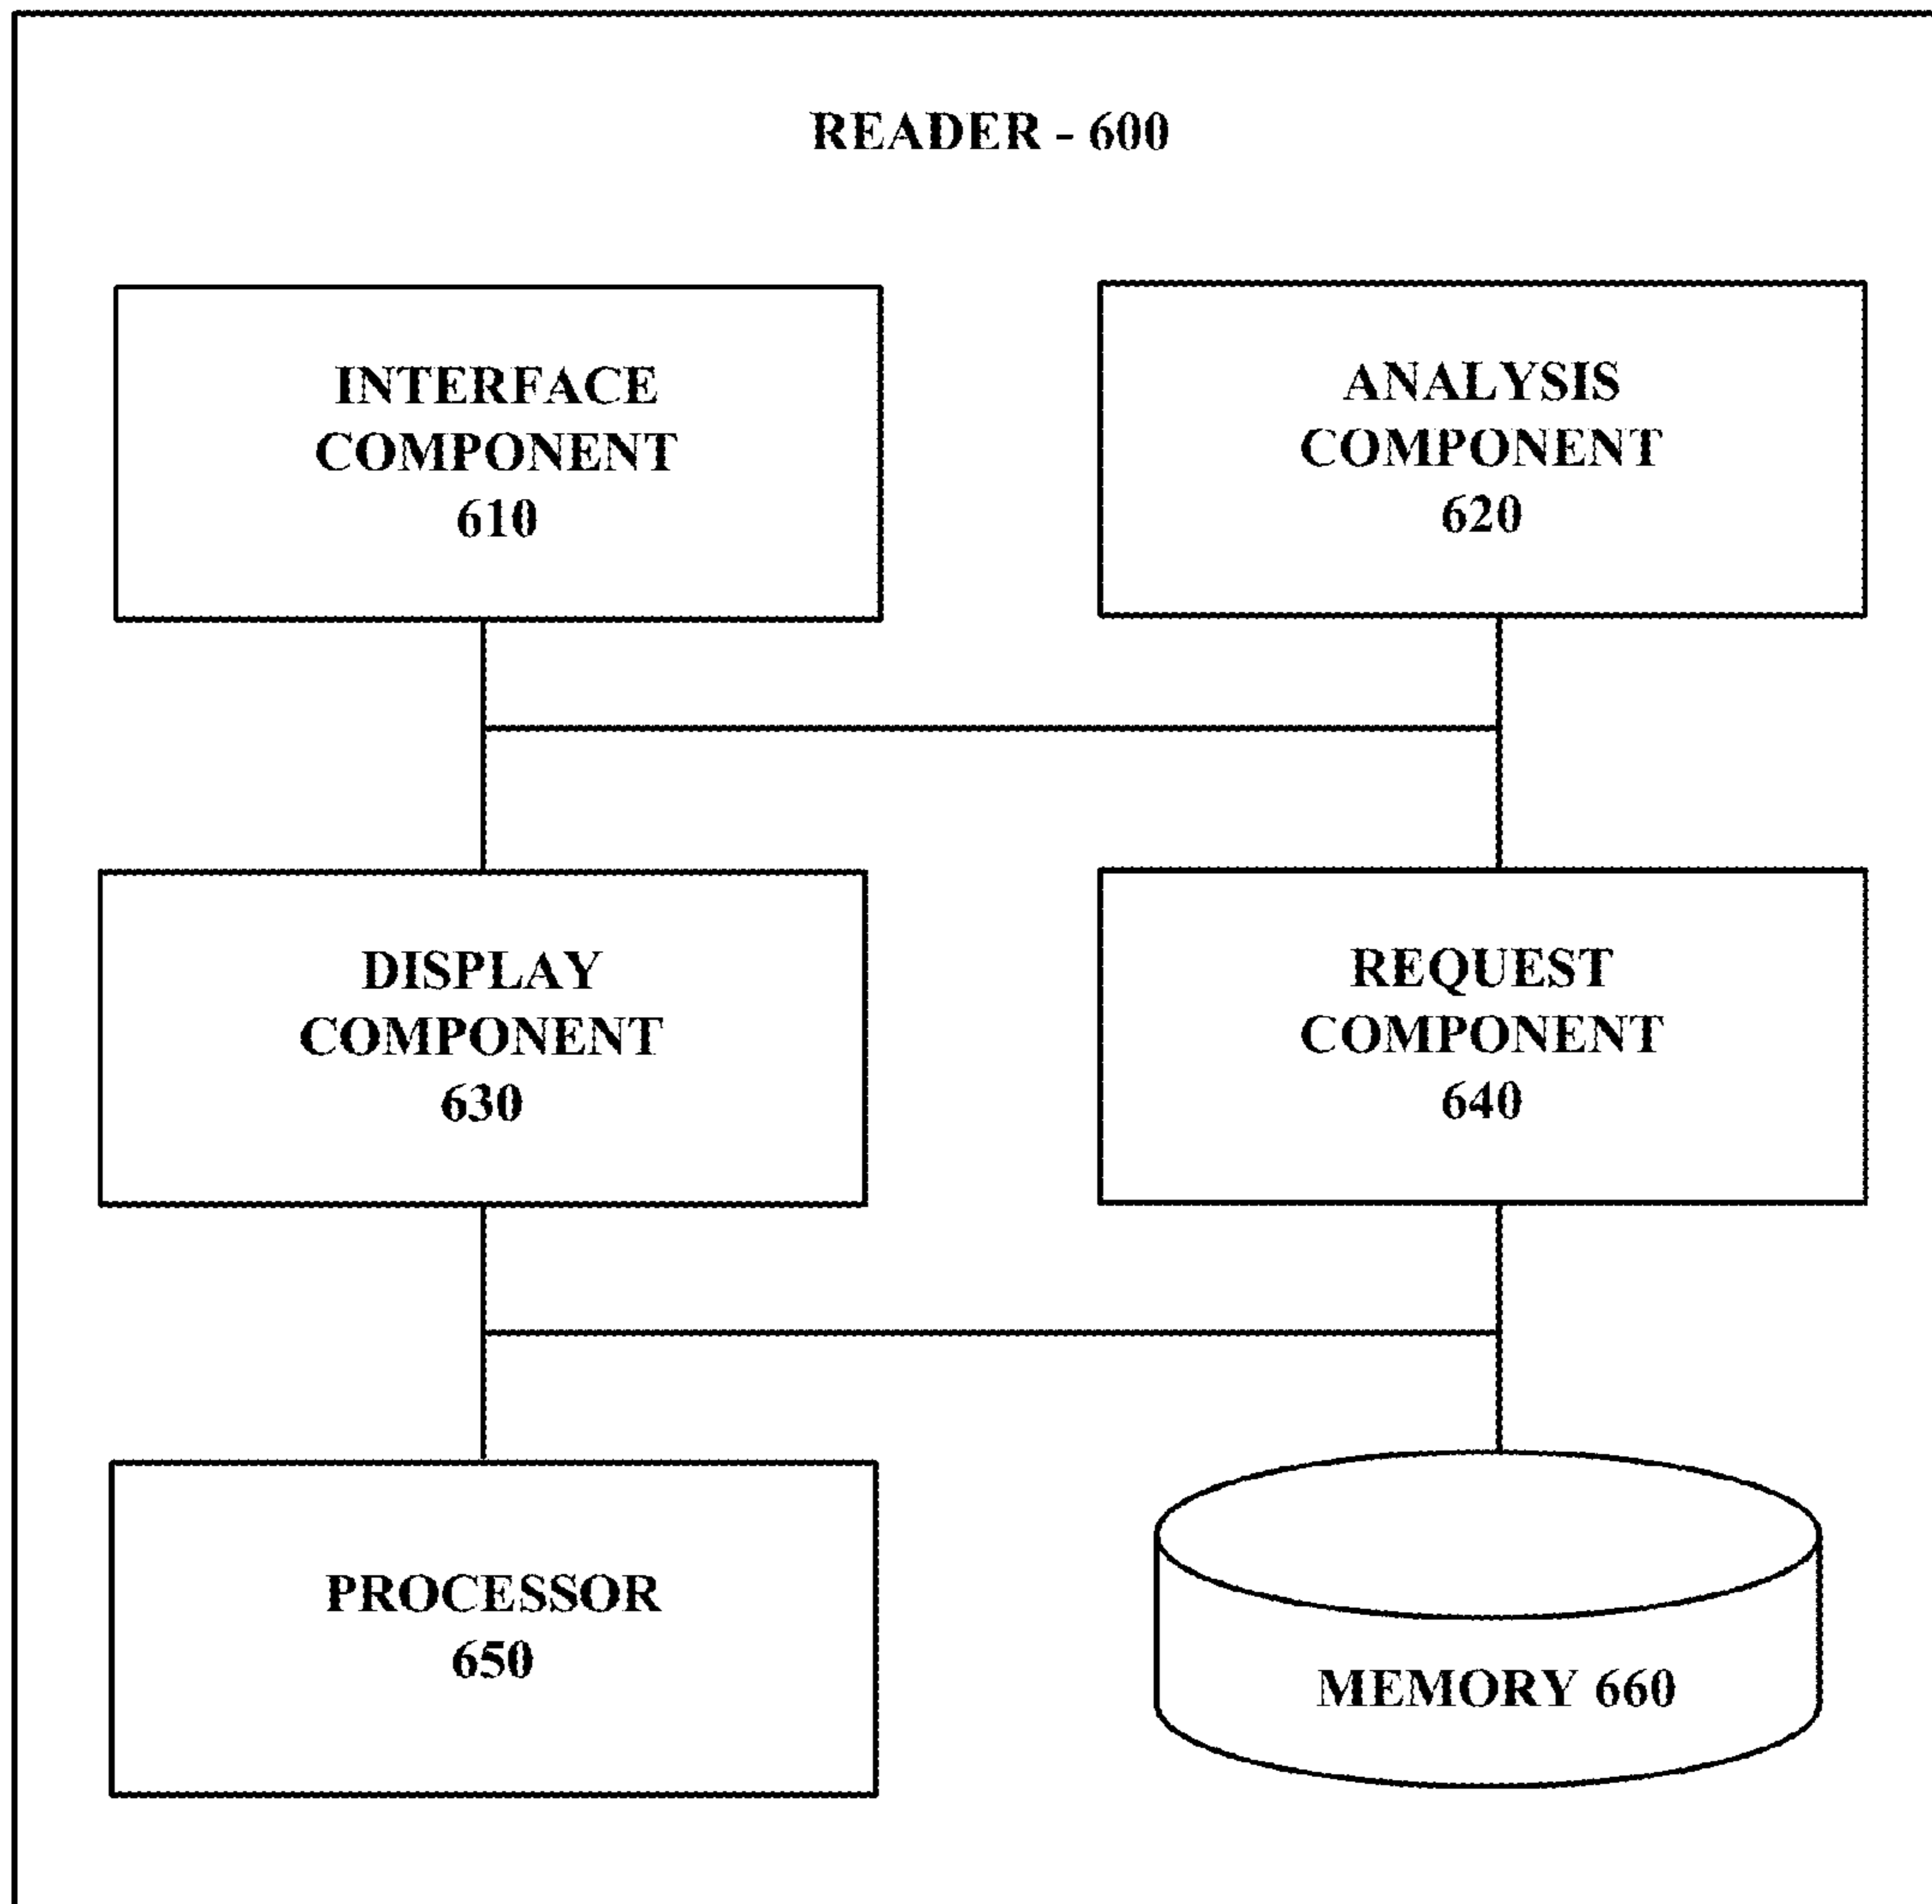 READER - 600
INTERFACE
COMPONENT
610
ANALYSIS
COMPONENT
620
DISPLAY
COMPONENT
630
REQUEST
COMPONENT
640
PROCESSOR
650
MEMORY 660